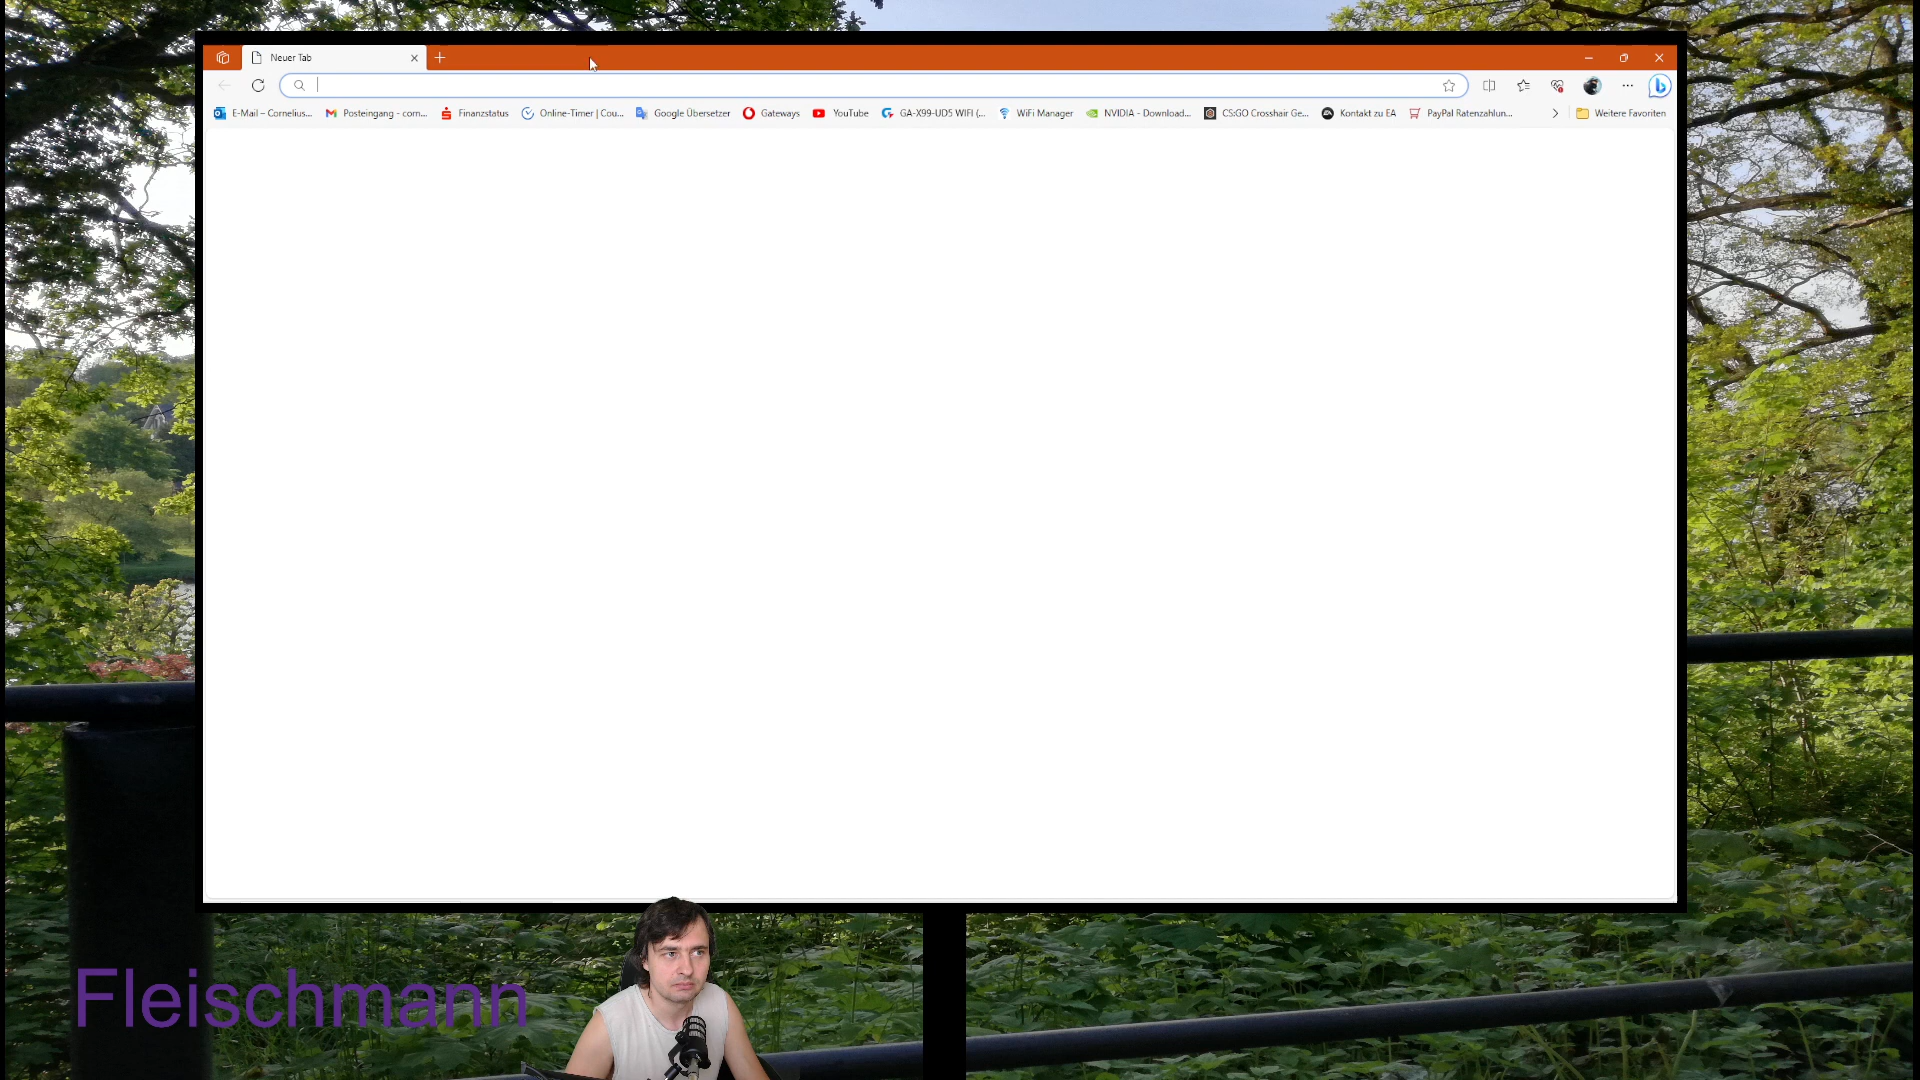 Neuer Tab
E-Mail – Cornelius...
Posteingang - corn...
Finanzstatus
Online-Timer | Cou...
Google Übersetzer
Gateways
YouTube
GA-X99-UD5 WIFI (...
WiFi Manager
NVIDIA - Download...
CS:GO Crosshair Ge...
Kontakt zu EA
PayPal Ratenzahlun...
Weitere Favoriten
Fleischmann